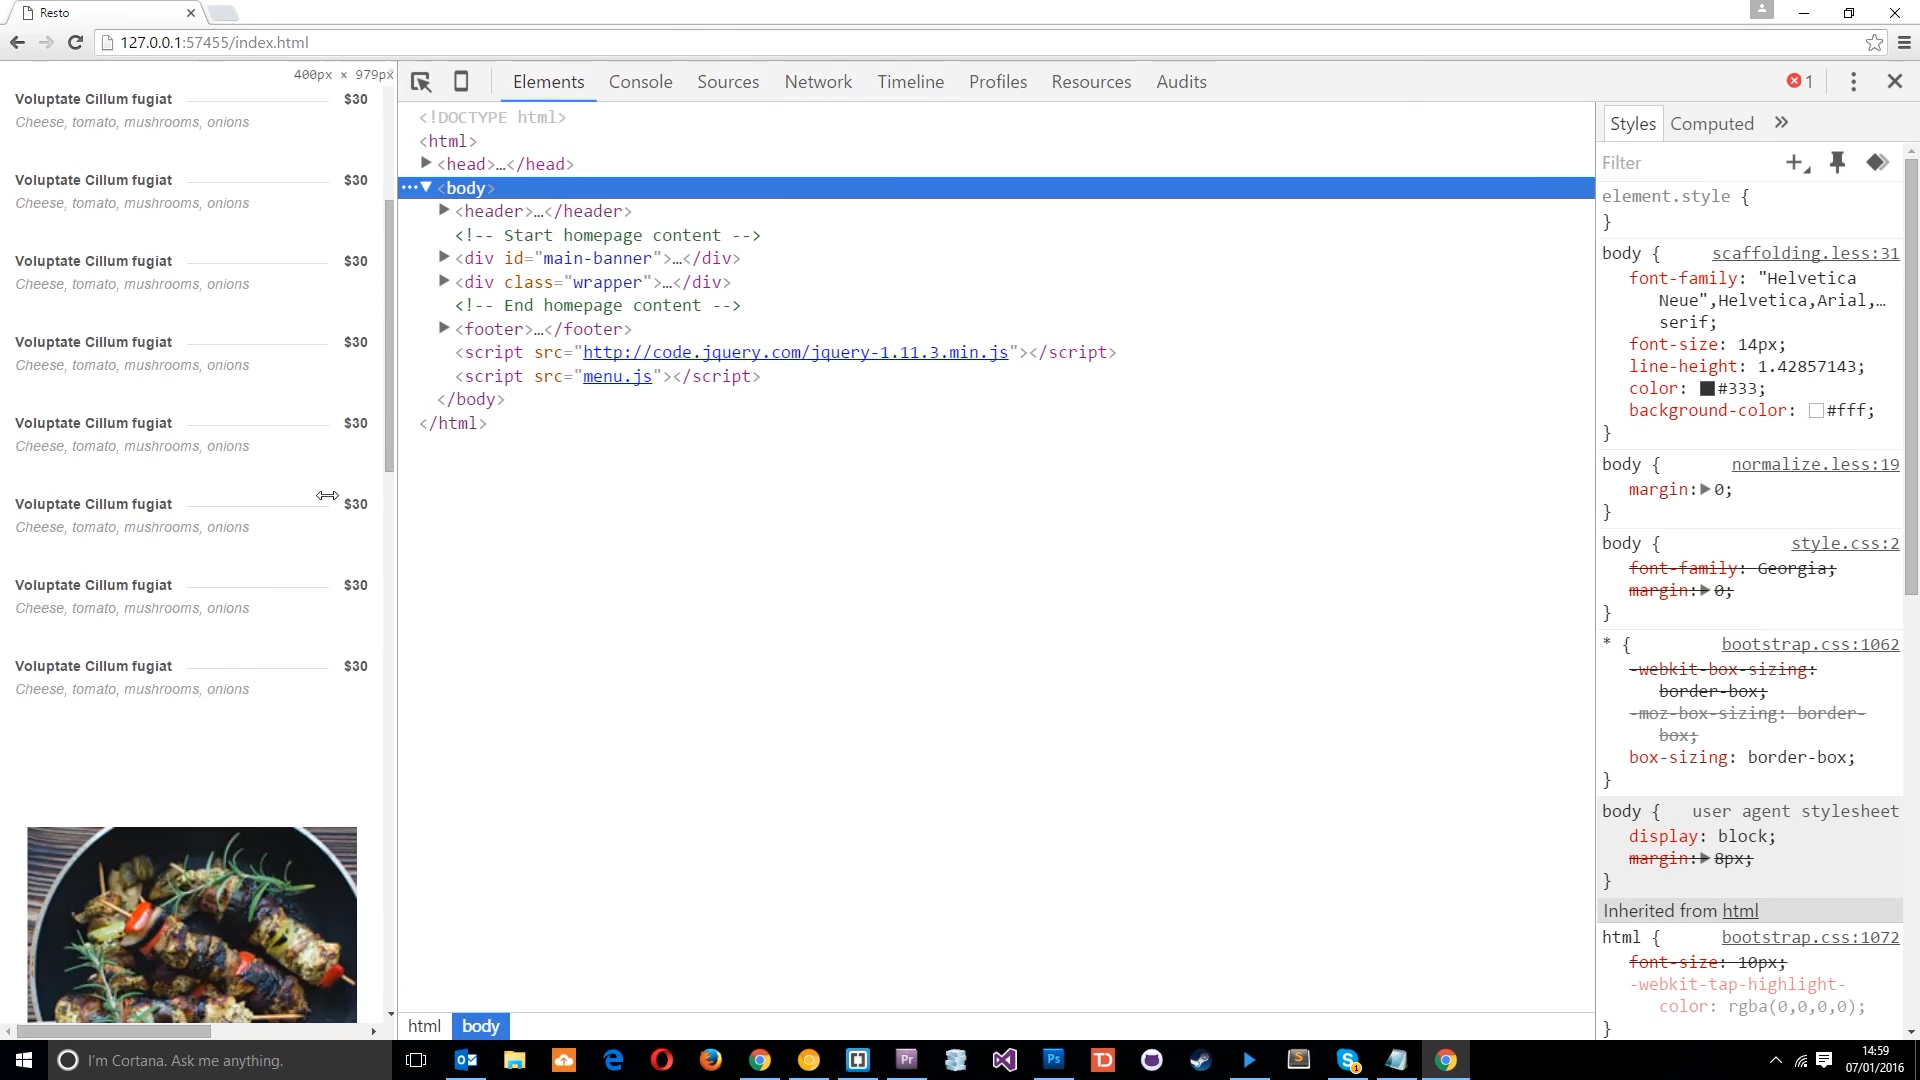 Resto
127.0.0.1:57455/index.html
400px × 979px
Voluptate Cillum fugiat $30
Cheese, tomato, mushrooms, onions
Voluptate Cillum fugiat $30
Cheese, tomato, mushrooms, onions
Voluptate Cillum fugiat $30
Cheese, tomato, mushrooms, onions
Voluptate Cillum fugiat $30
Cheese, tomato, mushrooms, onions
Voluptate Cillum fugiat $30
Cheese, tomato, mushrooms, onions
Voluptate Cillum fugiat $30
Cheese, tomato, mushrooms, onions
Voluptate Cillum fugiat $30
Cheese, tomato, mushrooms, onions
Voluptate Cillum fugiat $30
Cheese, tomato, mushrooms, onions
Elements Console Sources Network Timeline Profiles Resources Audits 1
<!DOCTYPE html>
<html>
<head>…</head>
<body>
<header>…</header>
<!-- Start homepage content -->
<div id="main-banner">…</div>
<div class="wrapper">…</div>
<!-- End homepage content -->
<footer>…</footer>
<script src="http://code.jquery.com/jquery-1.11.3.min.js"></script>
<script src="menu.js"></script>
</body>
</html>
html body
Styles Computed »
Filter
element.style {
}
body { scaffolding.less:31
font-family: "Helvetica
Neue",Helvetica,Arial,…
serif;
font-size: 14px;
line-height: 1.42857143;
color: #333;
background-color: #fff;
}
body { normalize.less:19
margin: 0;
}
body { style.css:2
font-family: Georgia;
margin: 0;
}
* { bootstrap.css:1062
-webkit-box-sizing:
border-box;
-moz-box-sizing: border-
box;
box-sizing: border-box;
}
body { user agent stylesheet
display: block;
margin: 8px;
}
Inherited from html
html { bootstrap.css:1072
font-size: 10px;
-webkit-tap-highlight-
color: rgba(0,0,0,0);
}
I'm Cortana. Ask me anything.
Pr
Ps
TD
S
1
14:59
07/01/2016